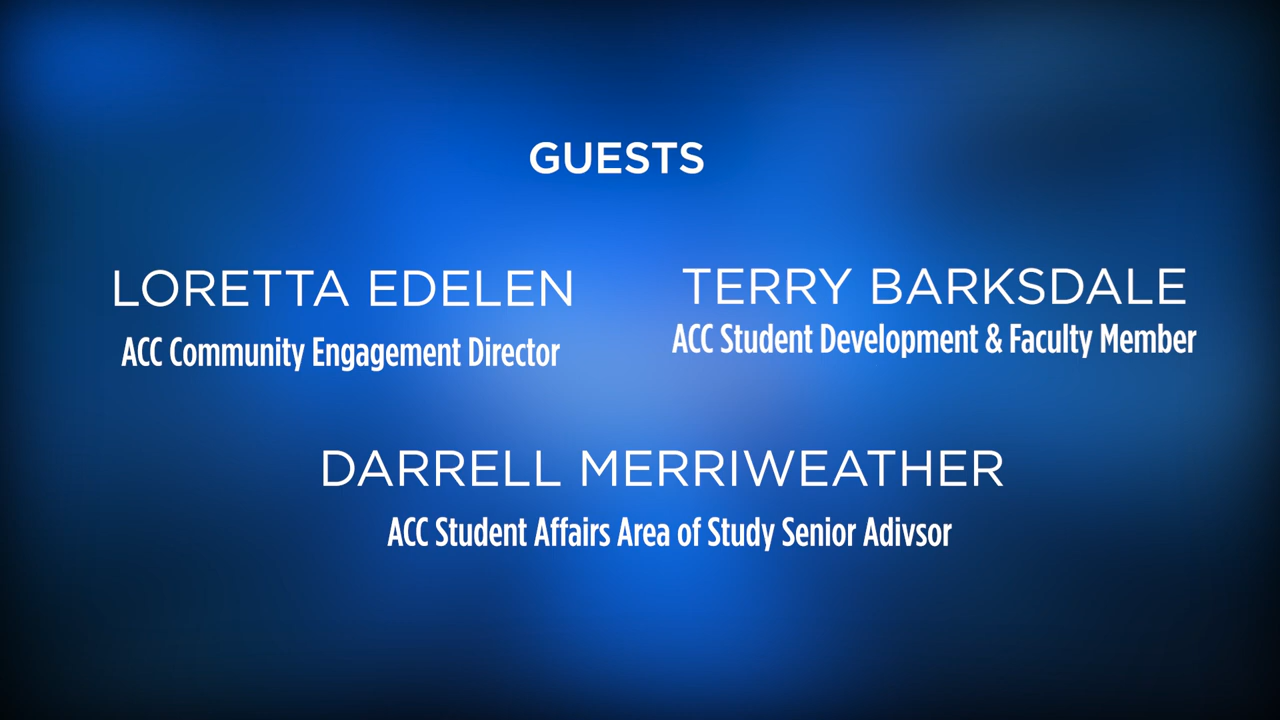 GUESTS
LORETTA EDELEN
ACC Community Engagement Director
TERRY BARKSDALE
ACC Student Development & Faculty Member
DARRELL MERRIWEATHER
ACC Student Affairs Area of Study Senior Adivsor